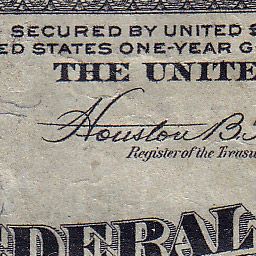 SECURED BY UNITED S
ED STATES ONE-YEAR G
THE UNITE
Houston B.
Register of the Treasu
DERAL